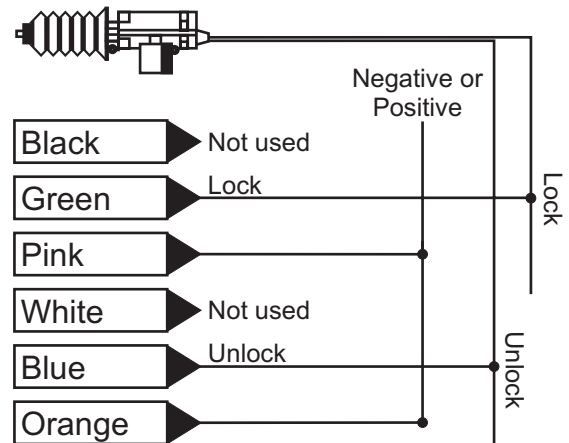 Negative or
Positive
Black
Not used
Green
Lock
Lock
Pink
White
Not used
Blue
Unlock
Unlock
Orange